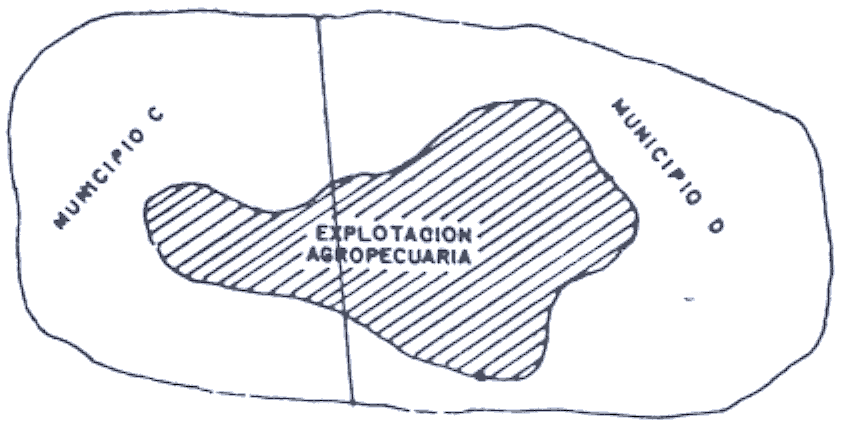 MUNICIPIO C
MUNICIPIO D
EXPLOTACION
AGROPECUARIA